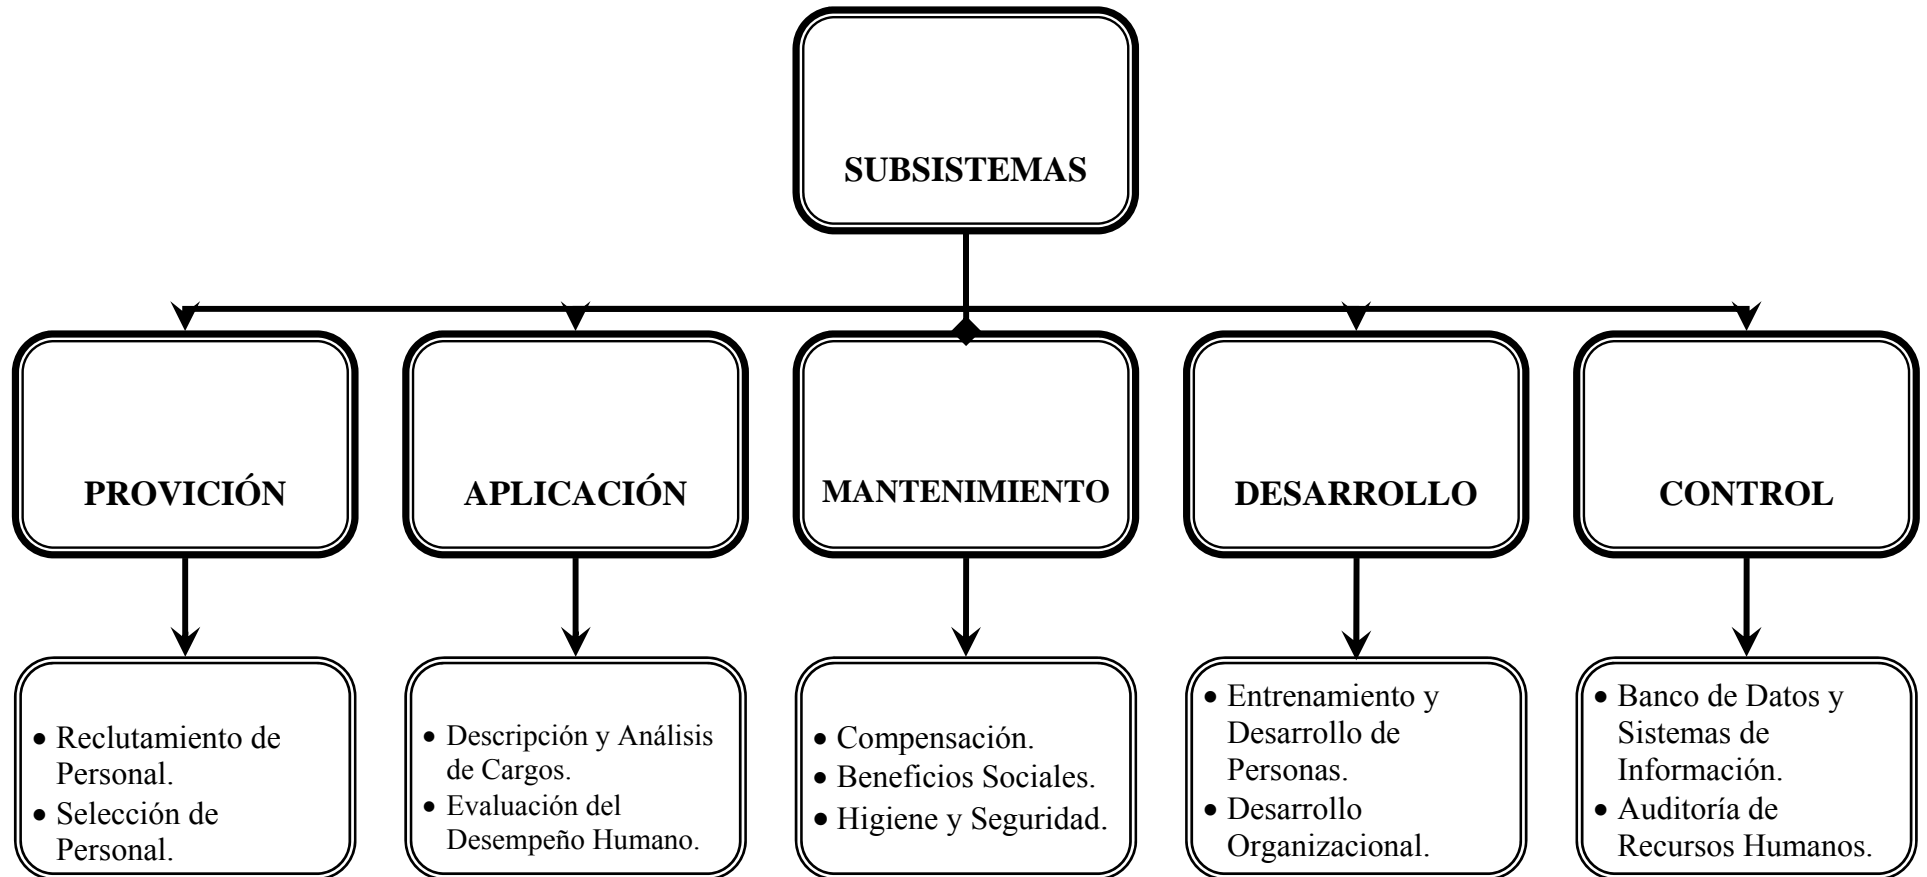 SUBSISTEMAS
PROVICIÓN
APLICACIÓN
MANTENIMIENTO
DESARROLLO
CONTROL
• Reclutamiento de
Personal.
• Selección de
Personal.
• Descripción y Análisis
de Cargos.
• Evaluación del
Desempeño Humano.
• Compensación.
• Beneficios Sociales.
• Higiene y Seguridad.
• Entrenamiento y
Desarrollo de
Personas.
• Desarrollo
Organizacional.
• Banco de Datos y
Sistemas de
Información.
• Auditoría de
Recursos Humanos.